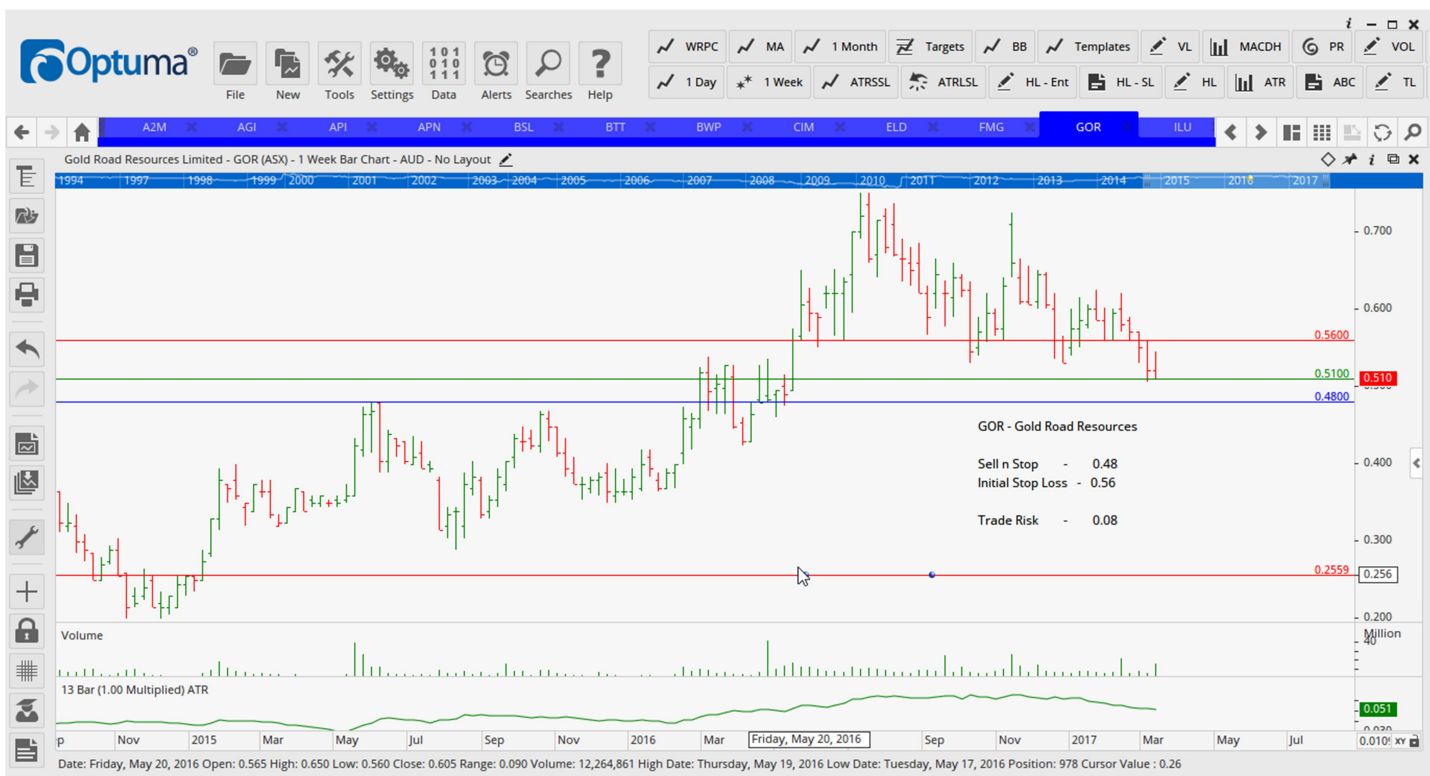 Optuma®
File
New
Tools
Settings
101 010 111
Data
Alerts
Searches
?
Help
WRPC
MA
1 Month
Targets
BB
Templates
VL
MACDH
PR
VOL
1 Day
1 Week
ATRSSL
ATRLSL
HL - Ent
HL - SL
HL
ATR
ABC
TL
A2M
AGI
API
APN
BSL
BTT
BWP
CIM
ELD
FMG
GOR
ILU
Gold Road Resources Limited - GOR (ASX) - 1 Week Bar Chart - AUD - No Layout
1994 1997 1998 1999 2000 2001 2002 2003 2004 2005 2006 2007 2008 2009 2010 2011 2012 2013 2014 2015 2016 2017
0.700
0.600
0.5600
0.5100
0.510
0.4800
GOR - Gold Road Resources
Sell n Stop - 0.48
Initial Stop Loss - 0.56
0.400
Trade Risk - 0.08
0.300
0.2559
0.256
0.200
Volume
Million
40
13 Bar (1.00 Multiplied) ATR
0.051
Nov 2015 Mar May Jul Sep Nov 2016 Mar Friday, May 20, 2016 Sep Nov 2017 Mar May Jul
XY
Date: Friday, May 20, 2016 Open: 0.565 High: 0.650 Low: 0.560 Close: 0.605 Range: 0.090 Volume: 12,264,861 High Date: Thursday, May 19, 2016 Low Date: Tuesday, May 17, 2016 Position: 978 Cursor Value : 0.26